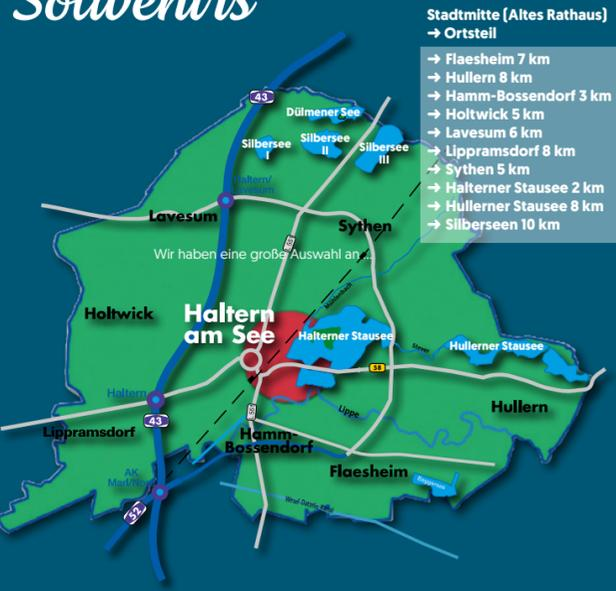 Souvenirs
Stadtmitte (Altes Rathaus)
→ Ortsteil
→ Flaesheim 7 km
→ Hullern 8 km
→ Hamm-Bossendorf 3 km
→ Holtwick 5 km
→ Lavesum 6 km
→ Lippramsdorf 8 km
→ Sythen 5 km
→ Halterner Stausee 2 km
→ Hullerner Stausee 8 km
→ Silberseen 10 km
43
Dülmener See
Silbersee
I
Silbersee
II
Silbersee
III
Haltern/
Lavesum
Lavesum
Sythen
Wir haben eine große Auswahl an...
Mühlenbach
Holtwick
Haltern
am See
Halterner Stausee
Stever
Hullerner Stausee
58
Haltern
43
Lippe
Hullern
Lippramsdorf
Hamm-
Bossendorf
Flaesheim
AK
Marl/Nord
Baggersee
52